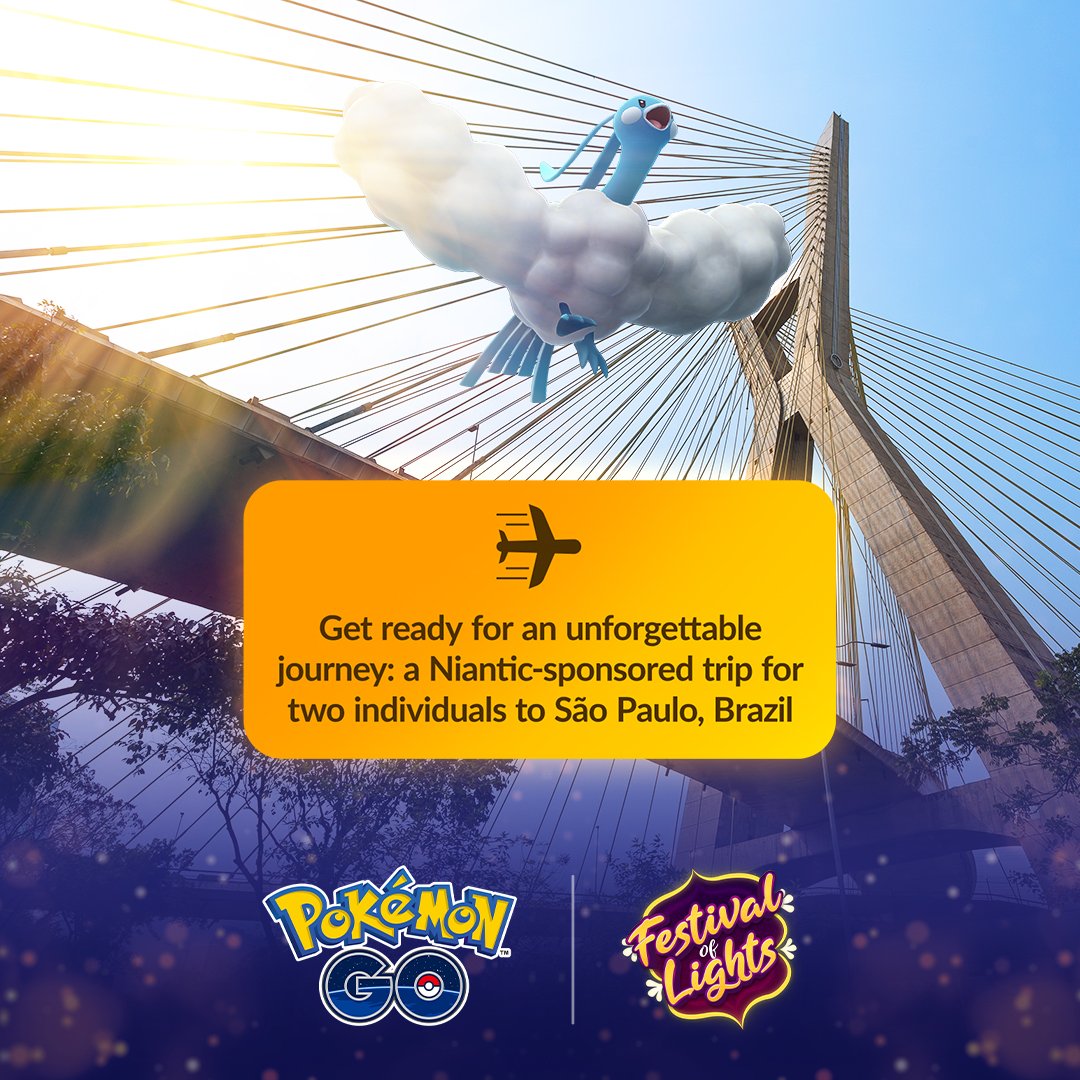 Get ready for an unforgettable
journey: a Niantic-sponsored trip for
two individuals to São Paulo, Brazil
POKéMON
GO
TM
Festival
of
Lights